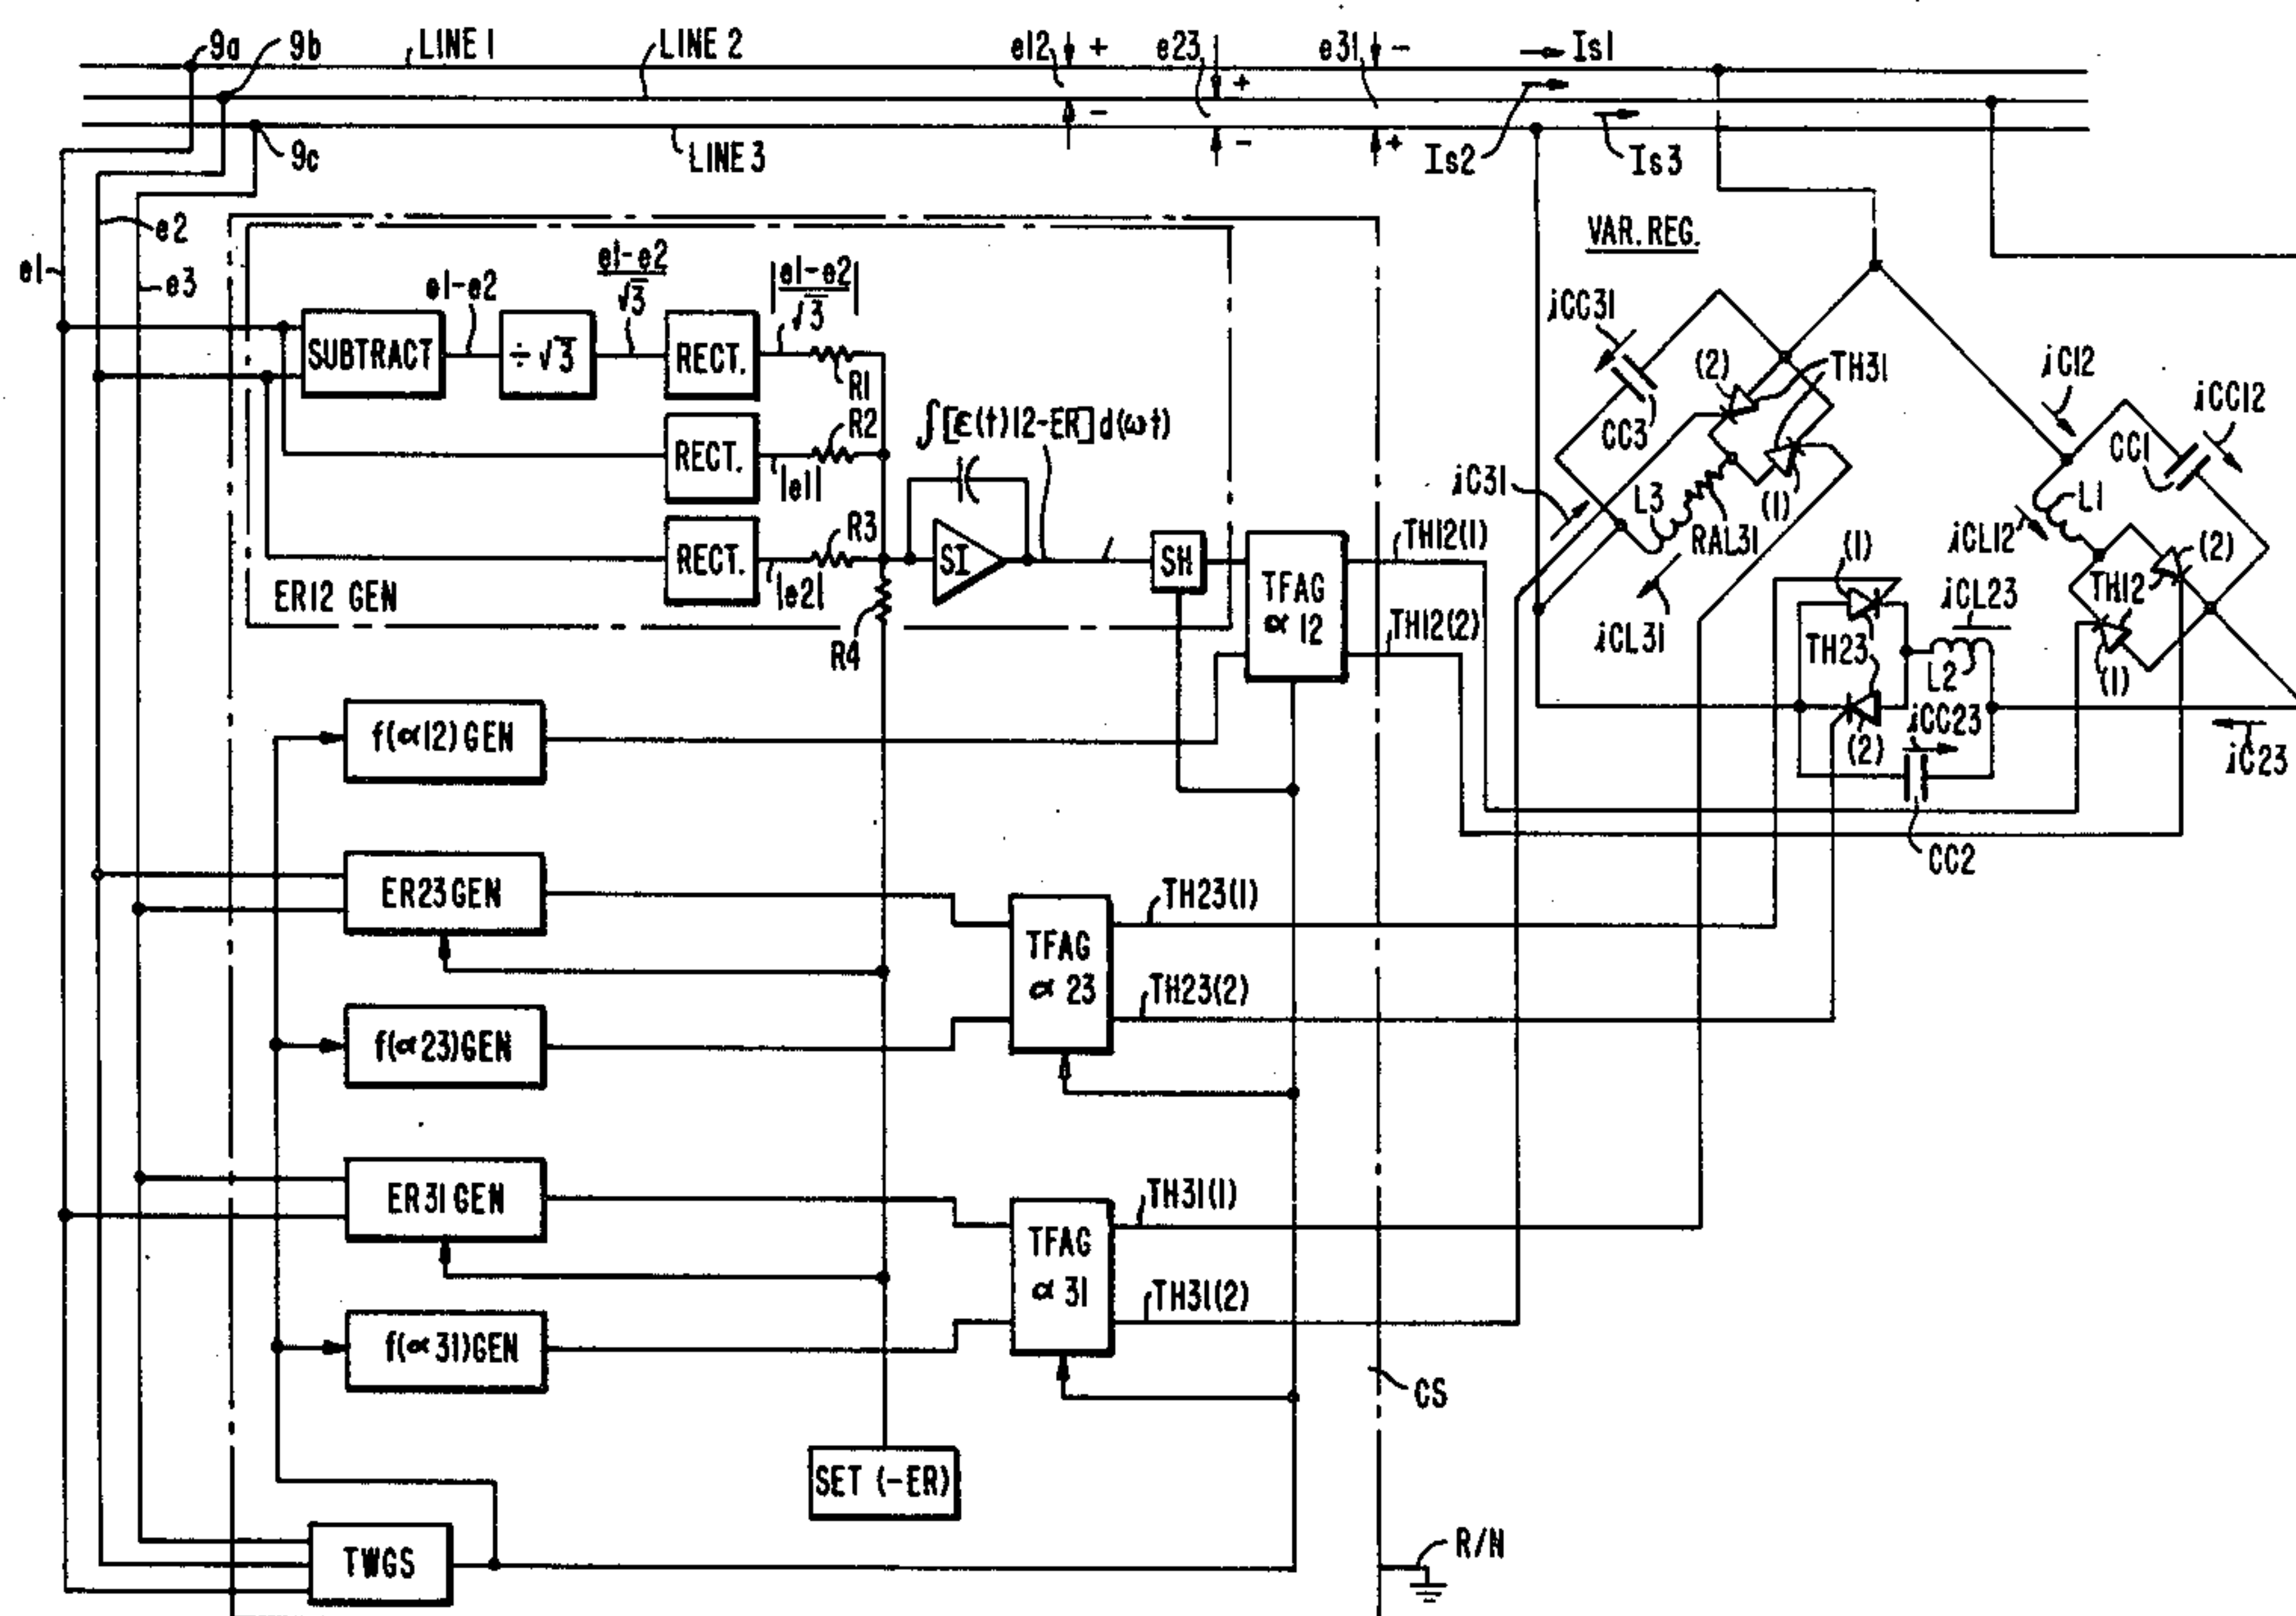 9a
LINE 1
9b
LINE 2
e12
+
e23
e31
-
Is1
+
-
9c
LINE 3
-
+
Is2
Is3
e1
e2
e3
VAR. REG.
e1-e2
e1-e2
√3
|e1-e2|
√3
SUBTRACT
÷√3
RECT.
R1
RECT.
R2
|e1|
RECT.
R3
|e2|
∫[ε(t)12-ER]d(ωt)
SI
SH
ER12 GEN
R4
TFAG
α 12
TH12(1)
TH12(2)
iCC31
CC3
(2)
TH31
iC31
L3
RAL31
(1)
iCL31
iC12
iCC12
CC1
L1
iCL12
(2)
TH12
(1)
(1)
TH23
iCL23
L2
(2)
iCC23
iC23
CC2
f(α12)GEN
ER23GEN
TFAG
α 23
TH23(1)
TH23(2)
f(α23)GEN
ER31GEN
TFAG
α 31
TH31(1)
TH31(2)
f(α31)GEN
CS
SET (-ER)
TWGS
R/N